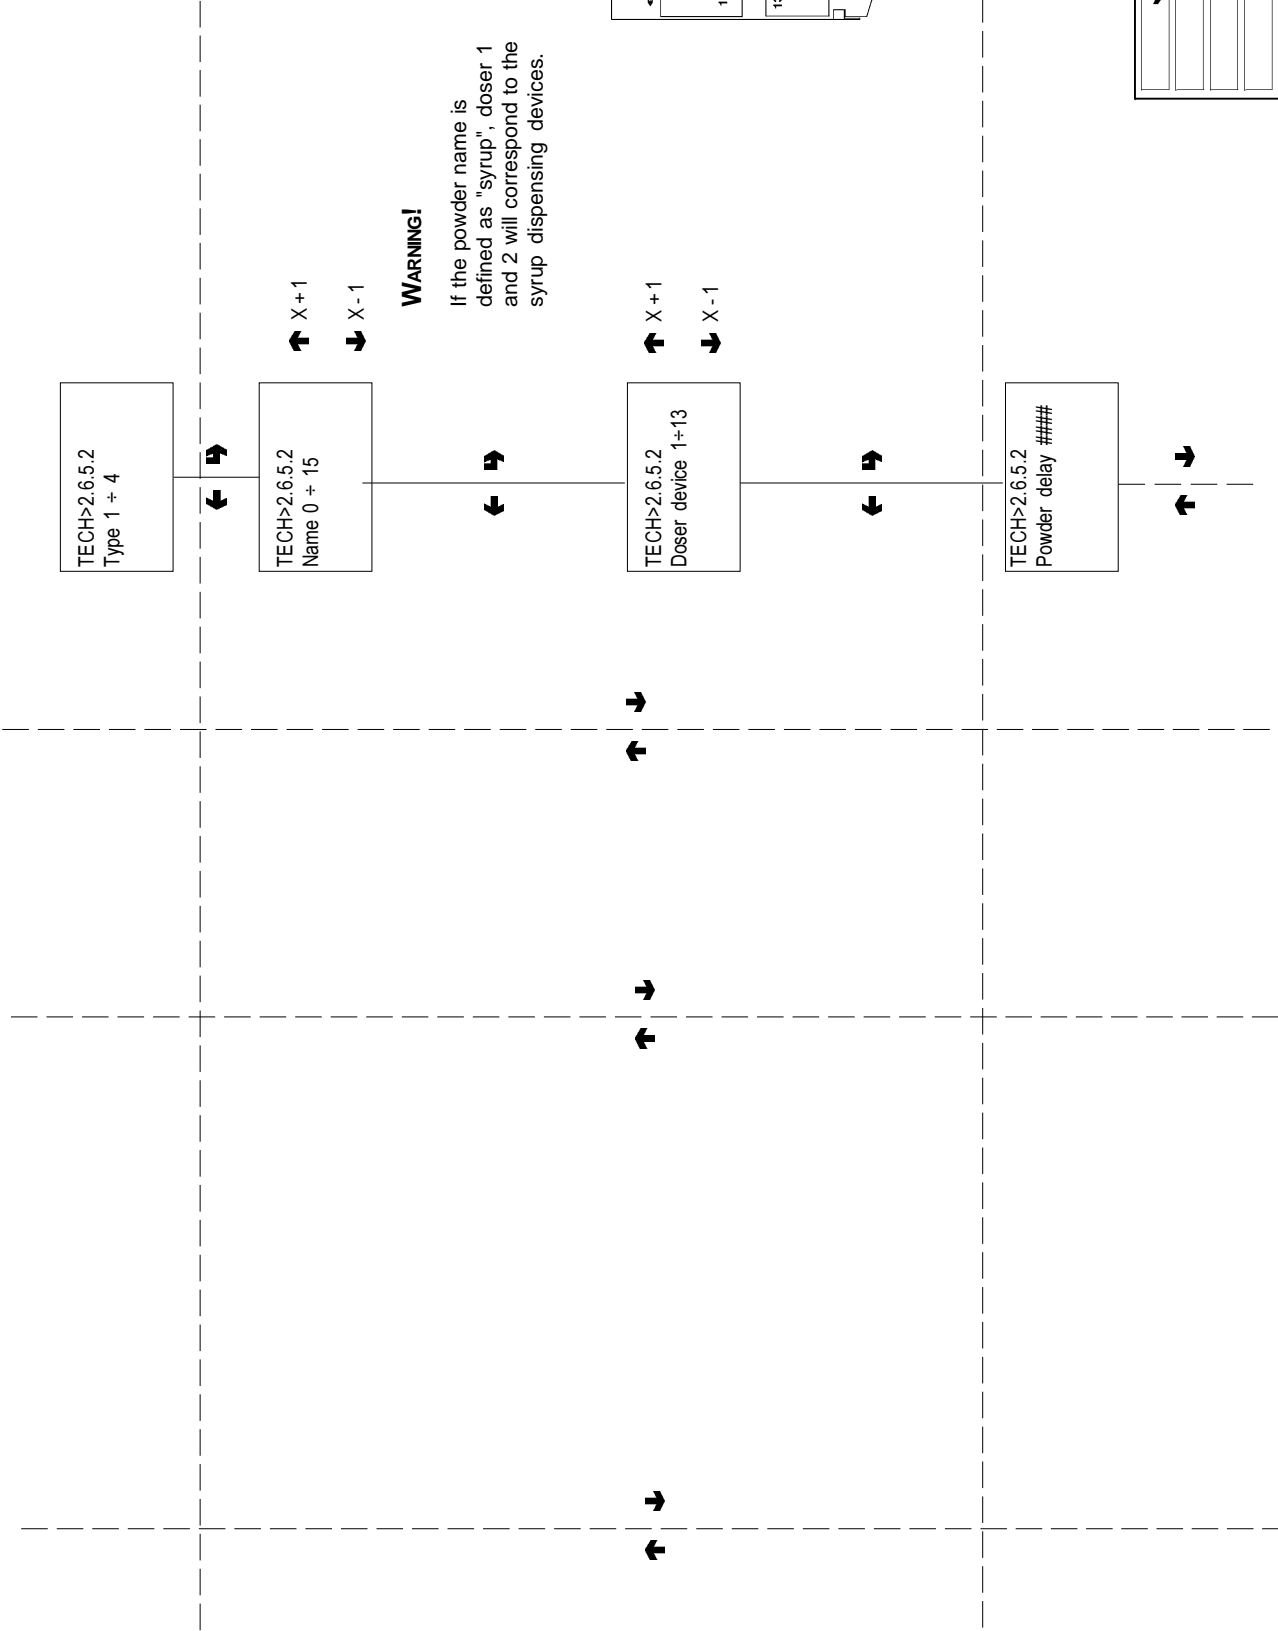 TECH>2.6.5.2
Type 1 ÷ 4
TECH>2.6.5.2
Name 0 ÷ 15
X + 1
X - 1
WARNING!
If the powder name is
defined as "syrup", doser 1
and 2 will correspond to the
syrup dispensing devices.
TECH>2.6.5.2
Doser device 1÷13
X + 1
X - 1
TECH>2.6.5.2
Powder delay ####